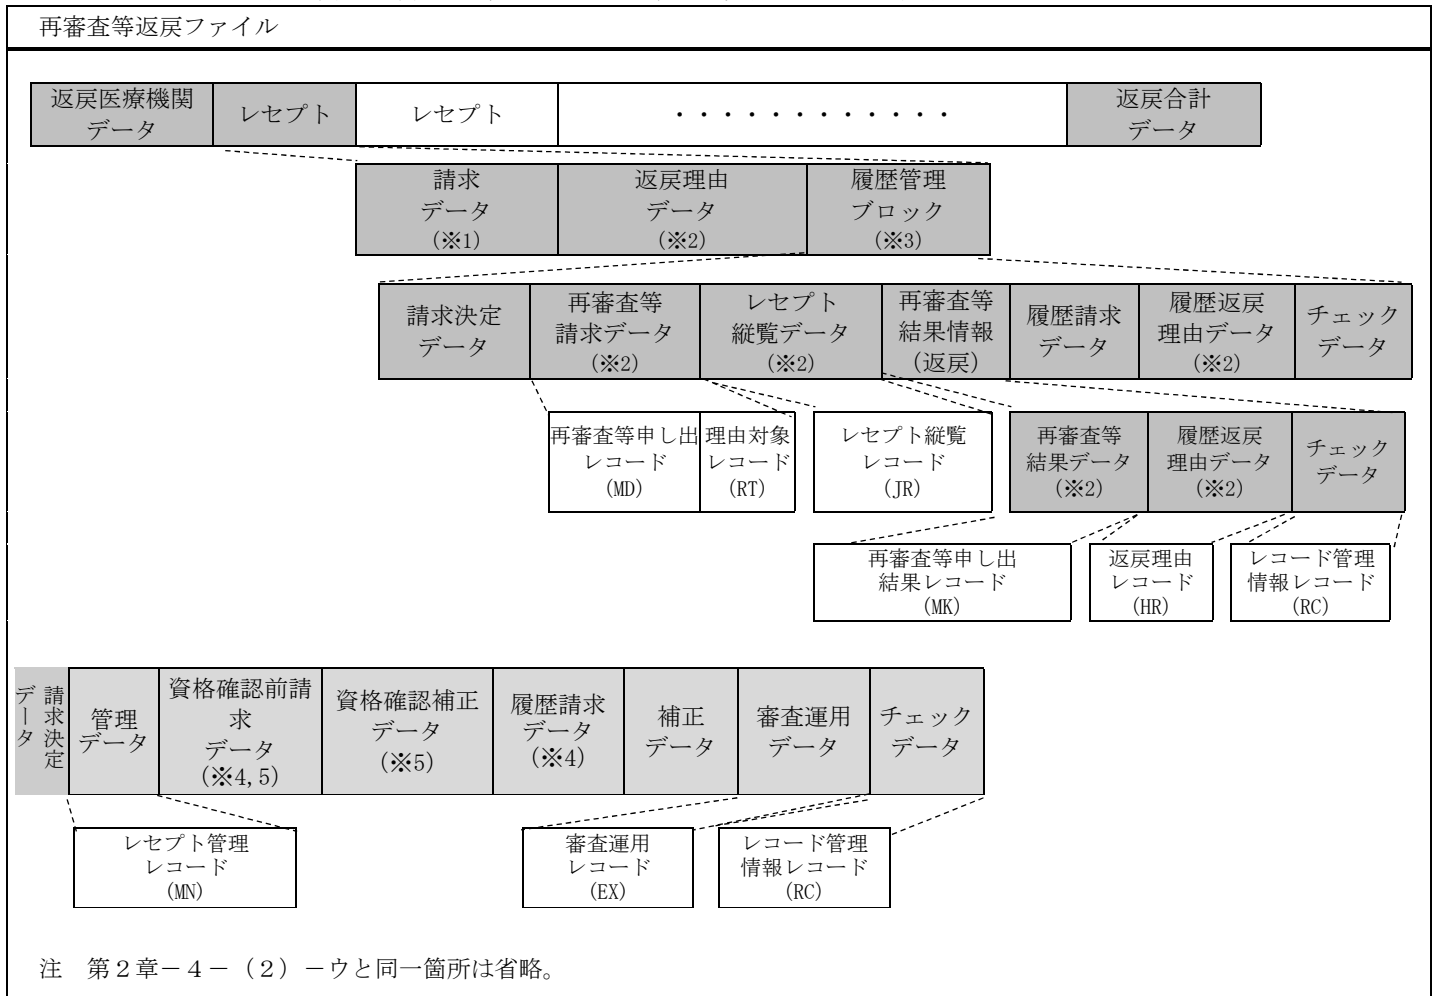 再審査等返戻ファイル
返戻医療機関
データ
レセプト
レセプト
・・・・・・・・・・・・
返戻合計
データ
請求
データ
(※1)
返戻理由
データ
(※2)
履歴管理
ブロック
(※3)
請求決定
データ
再審査等
請求データ
(※2)
レセプト
縦覧データ
(※2)
再審査等
結果情報
(返戻)
履歴請求
データ
履歴返戻
理由データ
(※2)
チェック
データ
再審査等申し出
レコード
(MD)
理由対象
レコード
(RT)
レセプト縦覧
レコード
(JR)
再審査等
結果データ
(※2)
履歴返戻
理由データ
(※2)
チェック
データ
再審査等申し出
結果レコード
(MK)
返戻理由
レコード
(HR)
レコード管理
情報レコード
(RC)
請求決定
データ
管理
データ
資格確認前請
求
データ
(※4,5)
資格確認補正
データ
(※5)
履歴請求
データ
(※4)
補正
データ
審査運用
データ
チェック
データ
レセプト管理
レコード
(MN)
審査運用
レコード
(EX)
レコード管理
情報レコード
(RC)
注　第２章－４－（２）－ウと同一箇所は省略。